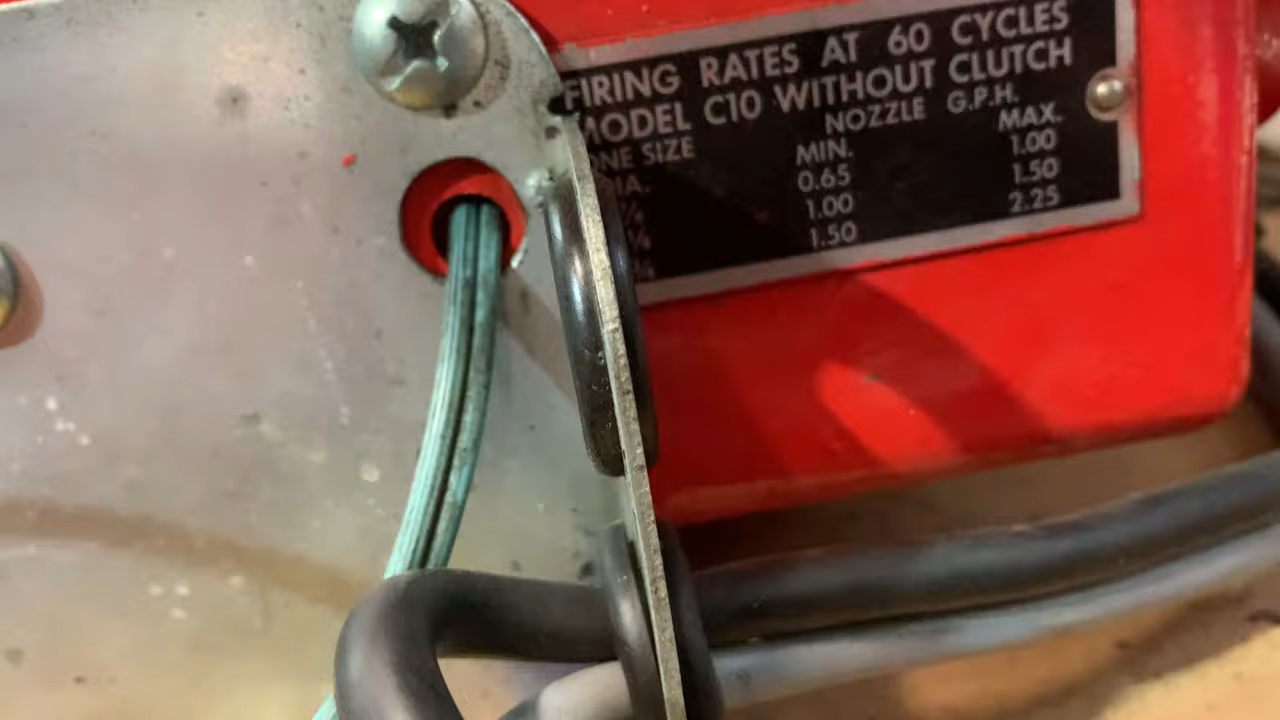 FIRING RATES AT 60 CYCLES
MODEL C10 WITHOUT CLUTCH
NOZZLE G.P.H.
SIZE MIN. MAX.
0.65 1.00
1.00 1.50
1.50 2.25